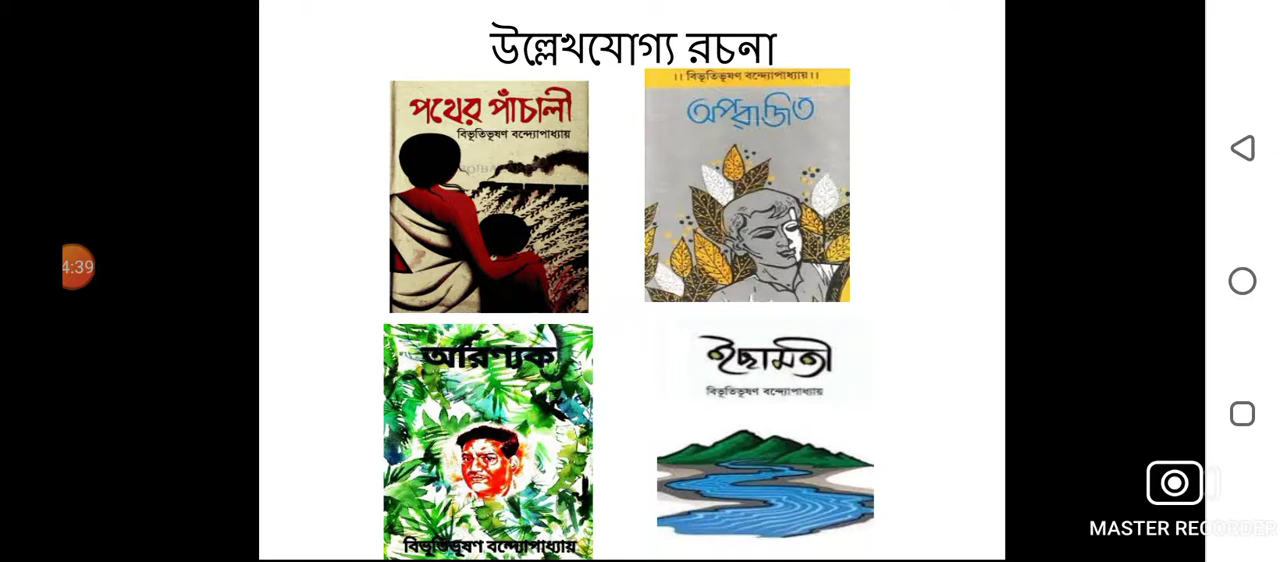 উল্লেখযোগ্য রচনা
পথের পাঁচালী
বিভূতিভূষণ বন্দ্যোপাধ্যায়
।। বিভূতিভূষণ বন্দ্যোপাধ্যায়।।
অপরাজিত
আরণ্যক
বিভূতিভূষণ বন্দ্যোপাধ্যায়
ইছামতী
বিভূতিভূষণ বন্দ্যোপাধ্যায়
4:39
MASTER RECORDER